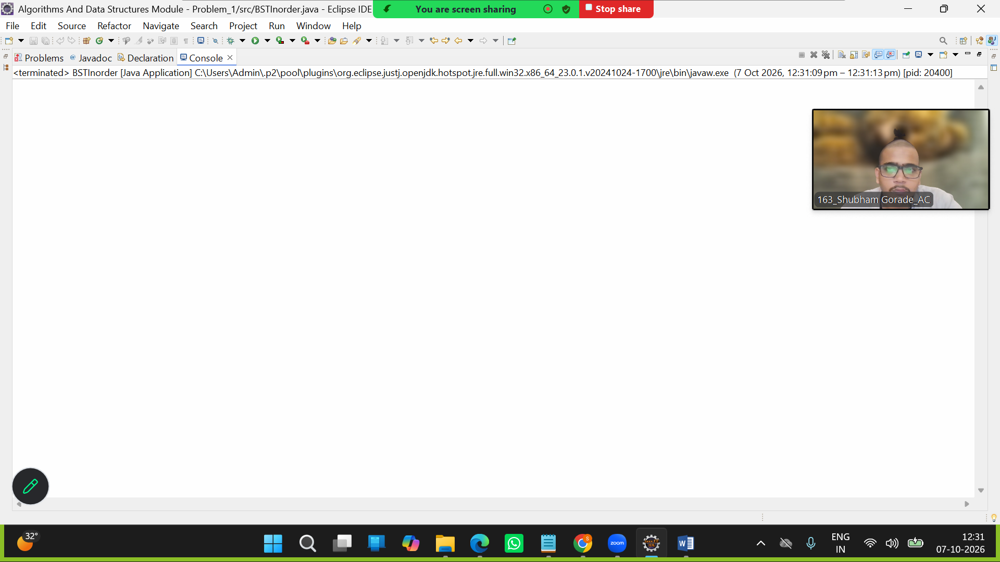 Algorithms And Data Structures Module - Problem_1/src/BSTInorder.java - Eclipse IDE
You are screen sharing
Stop share
File Edit Source Refactor Navigate Search Project Run Window Help
Problems @ Javadoc Declaration Console
<terminated> BSTInorder [Java Application] C:\Users\Admin\.p2\pool\plugins\org.eclipse.justj.openjdk.hotspot.jre.full.win32.x86_64_23.0.1.v20241024-1700\jre\bin\javaw.exe (7 Oct 2026, 12:31:09 pm – 12:31:13 pm) [pid: 20400]
163_Shubham Gorade_AC
32°
zoom
Java EE
IDE
W
S
ENG
IN
12:31
07-10-2026